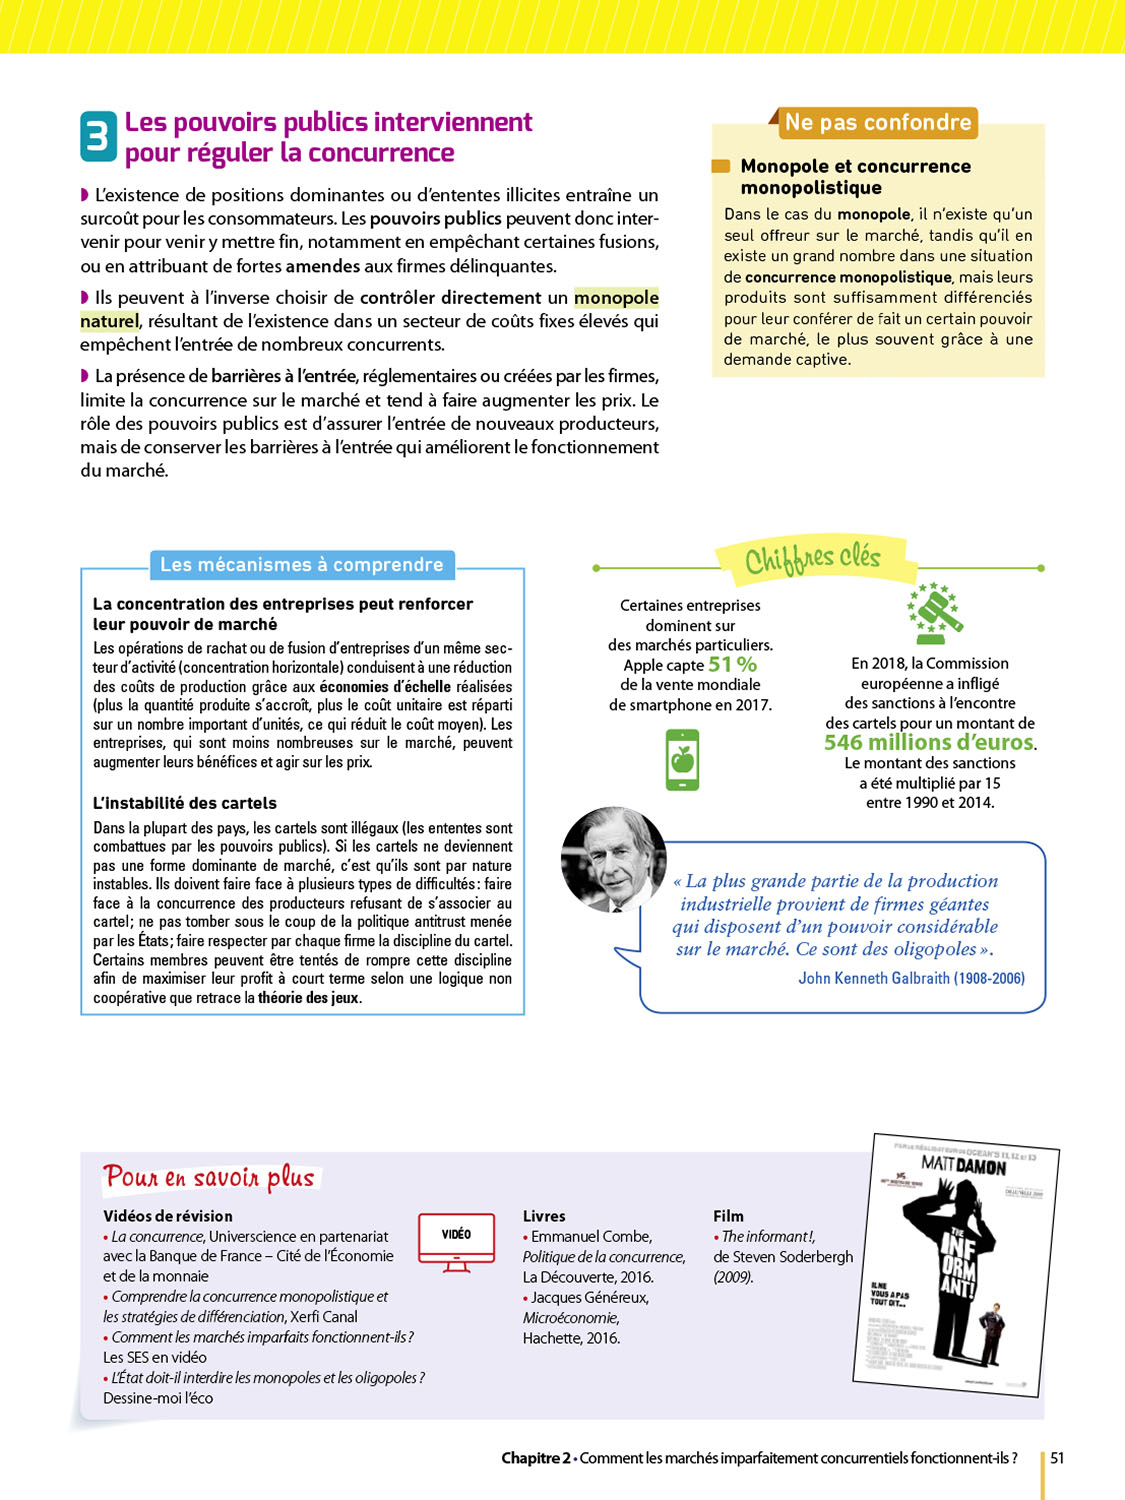 3
Les pouvoirs publics interviennent
pour réguler la concurrence
L’existence de positions dominantes ou d’ententes illicites entraîne un
surcoût pour les consommateurs. Les pouvoirs publics peuvent donc inter-
venir pour venir y mettre fin, notamment en empêchant certaines fusions,
ou en attribuant de fortes amendes aux firmes délinquantes.
Ils peuvent à l’inverse choisir de contrôler directement un monopole
naturel, résultant de l’existence dans un secteur de coûts fixes élevés qui
empêchent l’entrée de nombreux concurrents.
La présence de barrières à l’entrée, réglementaires ou créées par les firmes,
limite la concurrence sur le marché et tend à faire augmenter les prix. Le
rôle des pouvoirs publics est d’assurer l’entrée de nouveaux producteurs,
mais de conserver les barrières à l’entrée qui améliorent le fonctionnement
du marché.
Ne pas confondre
Monopole et concurrence
monopolistique
Dans le cas du monopole, il n’existe qu’un
seul offreur sur le marché, tandis qu’il en
existe un grand nombre dans une situation
de concurrence monopolistique, mais leurs
produits sont suffisamment différenciés
pour leur conférer de fait un certain pouvoir
de marché, le plus souvent grâce à une
demande captive.
Les mécanismes à comprendre
La concentration des entreprises peut renforcer
leur pouvoir de marché
Les opérations de rachat ou de fusion d’entreprises d’un même sec-
teur d’activité (concentration horizontale) conduisent à une réduction
des coûts de production grâce aux économies d’échelle réalisées
(plus la quantité produite s’accroît, plus le coût unitaire est réparti
sur un nombre important d’unités, ce qui réduit le coût moyen). Les
entreprises, qui sont moins nombreuses sur le marché, peuvent
augmenter leurs bénéfices et agir sur les prix.
L’instabilité des cartels
Dans la plupart des pays, les cartels sont illégaux (les ententes sont
combattues par les pouvoirs publics). Si les cartels ne deviennent
pas une forme dominante de marché, c’est qu’ils sont par nature
instables. Ils doivent faire face à plusieurs types de difficultés : faire
face à la concurrence des producteurs refusant de s’associer au
cartel ; ne pas tomber sous le coup de la politique antitrust menée
par les États ; faire respecter par chaque firme la discipline du cartel.
Certains membres peuvent être tentés de rompre cette discipline
afin de maximiser leur profit à court terme selon une logique non
coopérative que retrace la théorie des jeux.
Chiffres clés
Certaines entreprises
dominent sur
des marchés particuliers.
Apple capte 51 %
de la vente mondiale
de smartphone en 2017.
En 2018, la Commission
européenne a infligé
des sanctions à l’encontre
des cartels pour un montant de
546 millions d’euros.
Le montant des sanctions
a été multiplié par 15
entre 1990 et 2014.
« La plus grande partie de la production
industrielle provient de firmes géantes
qui disposent d’un pouvoir considérable
sur le marché. Ce sont des oligopoles ».
John Kenneth Galbraith (1908-2006)
Pour en savoir plus
Vidéos de révision
• La concurrence, Universcience en partenariat
avec la Banque de France – Cité de l’Économie
et de la monnaie
• Comprendre la concurrence monopolistique et
les stratégies de différenciation, Xerfi Canal
• Comment les marchés imparfaits fonctionnent-ils ?
Les SES en vidéo
• L’État doit-il interdire les monopoles et les oligopoles ?
Dessine-moi l’éco
VIDÉO
Livres
• Emmanuel Combe,
Politique de la concurrence,
La Découverte, 2016.
• Jacques Généreux,
Microéconomie,
Hachette, 2016.
Film
• The informant !,
de Steven Soderbergh
(2009).
PAR LE RÉALISATEUR DE OCEAN'S 11, 12 ET 13
MATT DAMON
THE
INF
ORM
ANT!
IL NE
VOUS A PAS
TOUT DIT...
Chapitre 2 • Comment les marchés imparfaitement concurrentiels fonctionnent-ils ?
51